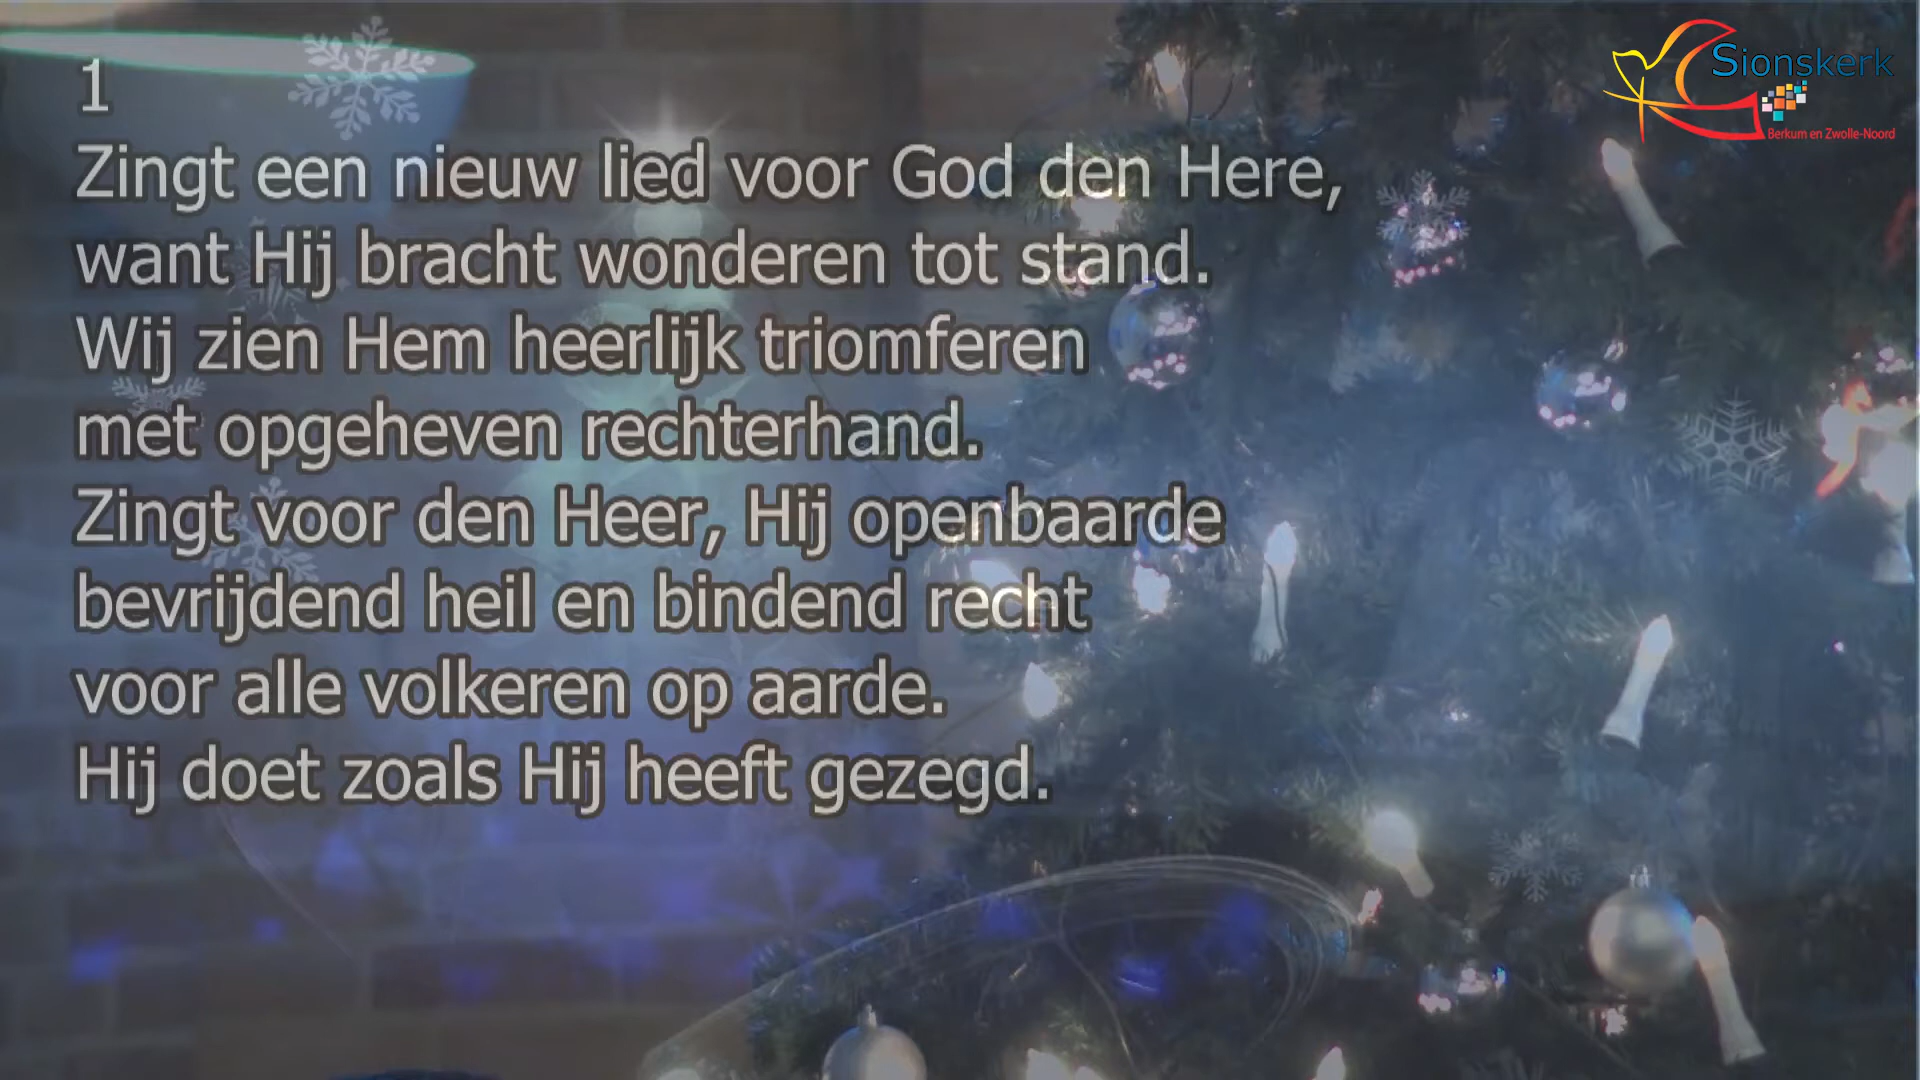 1
Zingt een nieuw lied voor God den Here,
want Hij bracht wonderen tot stand.
Wij zien Hem heerlijk triomferen
met opgeheven rechterhand.
Zingt voor den Heer, Hij openbaarde
bevrijdend heil en bindend recht
voor alle volkeren op aarde.
Hij doet zoals Hij heeft gezegd.
Sionskerk
Berkum en Zwolle-Noord